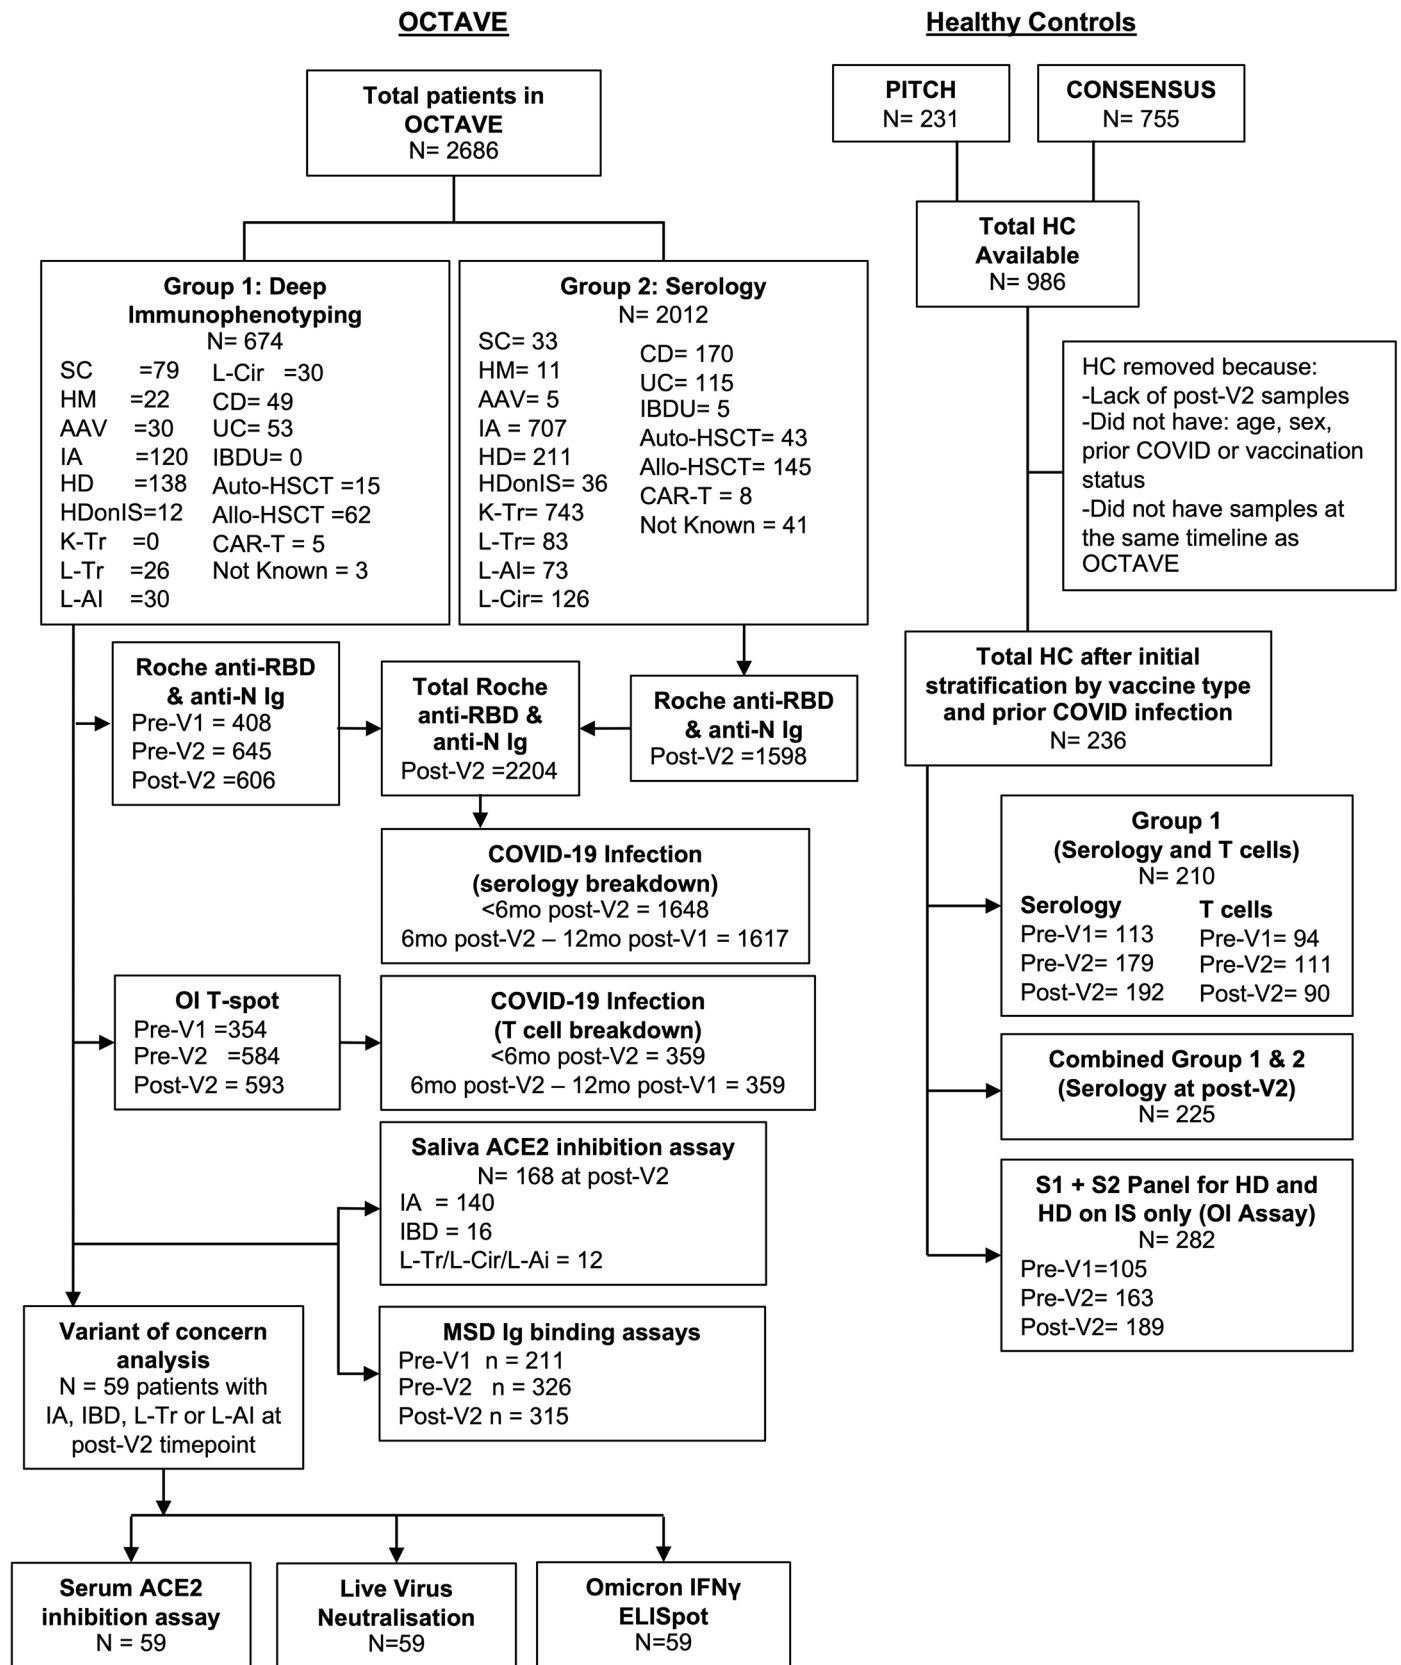 OCTAVE
Total patients in
OCTAVE
N= 2686
Group 1: Deep
Immunophenotyping
N= 674
SC =79
HM =22
AAV =30
IA =120
HD =138
HDonIS=12
K-Tr =0
L-Tr =26
L-AI =30
L-Cir =30
CD= 49
UC= 53
IBDU= 0
Auto-HSCT =15
Allo-HSCT =62
CAR-T = 5
Not Known = 3
Group 2: Serology
N= 2012
SC= 33
HM= 11
AAV= 5
IA = 707
HD= 211
HDonIS= 36
K-Tr= 743
L-Tr= 83
L-AI= 73
L-Cir= 126
CD= 170
UC= 115
IBDU= 5
Auto-HSCT= 43
Allo-HSCT= 145
CAR-T = 8
Not Known = 41
Roche anti-RBD
& anti-N Ig
Pre-V1 = 408
Pre-V2 = 645
Post-V2 =606
Total Roche
anti-RBD &
anti-N Ig
Post-V2 =2204
Roche anti-RBD
& anti-N Ig
Post-V2 =1598
COVID-19 Infection
(serology breakdown)
<6mo post-V2 = 1648
6mo post-V2 – 12mo post-V1 = 1617
OI T-spot
Pre-V1 =354
Pre-V2 =584
Post-V2 = 593
COVID-19 Infection
(T cell breakdown)
<6mo post-V2 = 359
6mo post-V2 – 12mo post-V1 = 359
Saliva ACE2 inhibition assay
N= 168 at post-V2
IA = 140
IBD = 16
L-Tr/L-Cir/L-Ai = 12
MSD Ig binding assays
Pre-V1 n = 211
Pre-V2 n = 326
Post-V2 n = 315
Variant of concern
analysis
N = 59 patients with
IA, IBD, L-Tr or L-AI at
post-V2 timepoint
Serum ACE2
inhibition assay
N = 59
Live Virus
Neutralisation
N=59
Omicron IFNγ
ELISpot
N=59
Healthy Controls
PITCH
N= 231
CONSENSUS
N= 755
Total HC
Available
N= 986
HC removed because:
-Lack of post-V2 samples
-Did not have: age, sex,
prior COVID or vaccination
status
-Did not have samples at
the same timeline as
OCTAVE
Total HC after initial
stratification by vaccine type
and prior COVID infection
N= 236
Group 1
(Serology and T cells)
N= 210
Serology
Pre-V1= 113
Pre-V2= 179
Post-V2= 192
T cells
Pre-V1= 94
Pre-V2= 111
Post-V2= 90
Combined Group 1 & 2
(Serology at post-V2)
N= 225
S1 + S2 Panel for HD and
HD on IS only (OI Assay)
N= 282
Pre-V1=105
Pre-V2= 163
Post-V2= 189